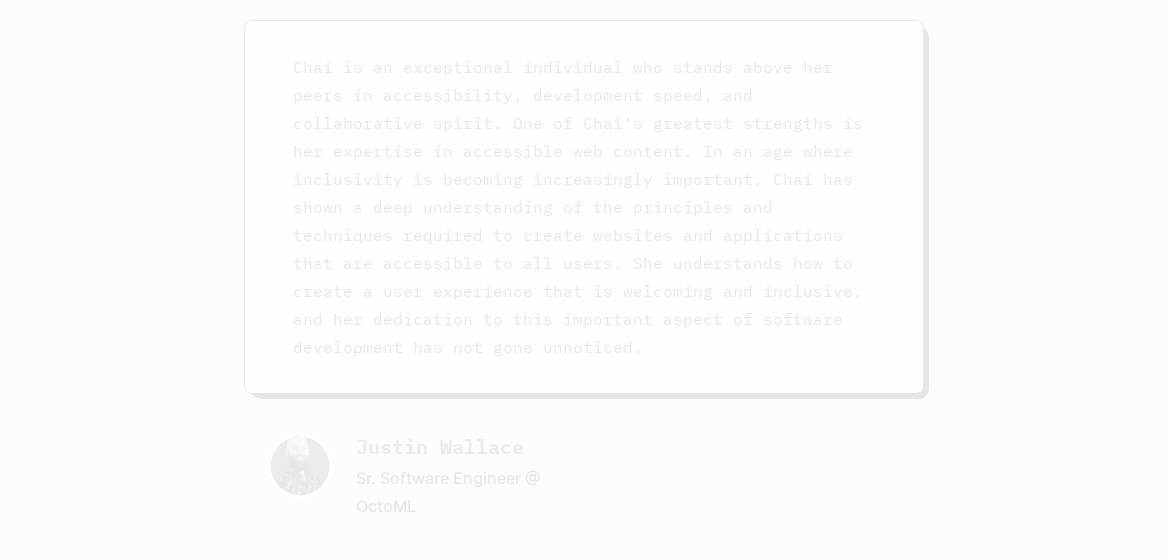 Chai is an exceptional individual who stands above her
peers in accessibility, development speed, and
collaborative spirit. One of Chai's greatest strengths is
her expertise in accessible web content. In an age where
inclusivity is becoming increasingly important, Chai has
shown a deep understanding of the principles and
techniques required to create websites and applications
that are accessible to all users. She understands how to
create a user experience that is welcoming and inclusive,
and her dedication to this important aspect of software
development has not gone unnoticed.
Justin Wallace
Sr. Software Engineer @
OctoML